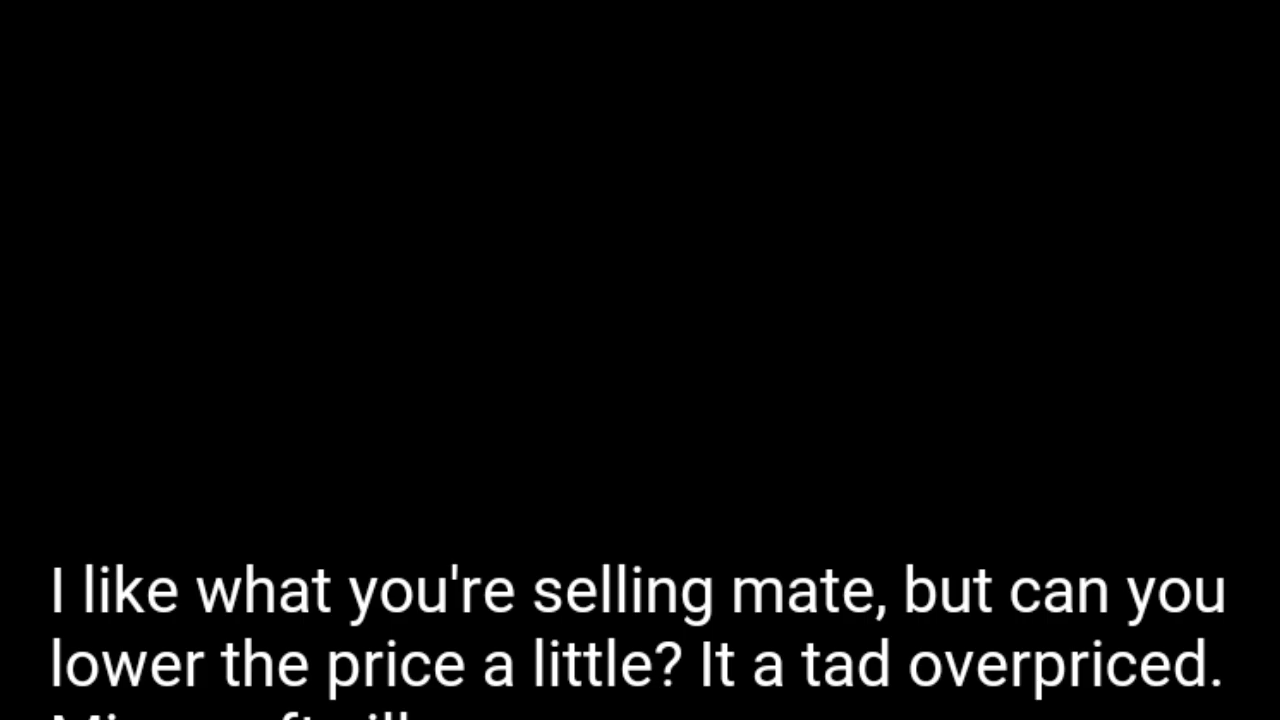 I like what you're selling mate, but can you
lower the price a little? It a tad overpriced.